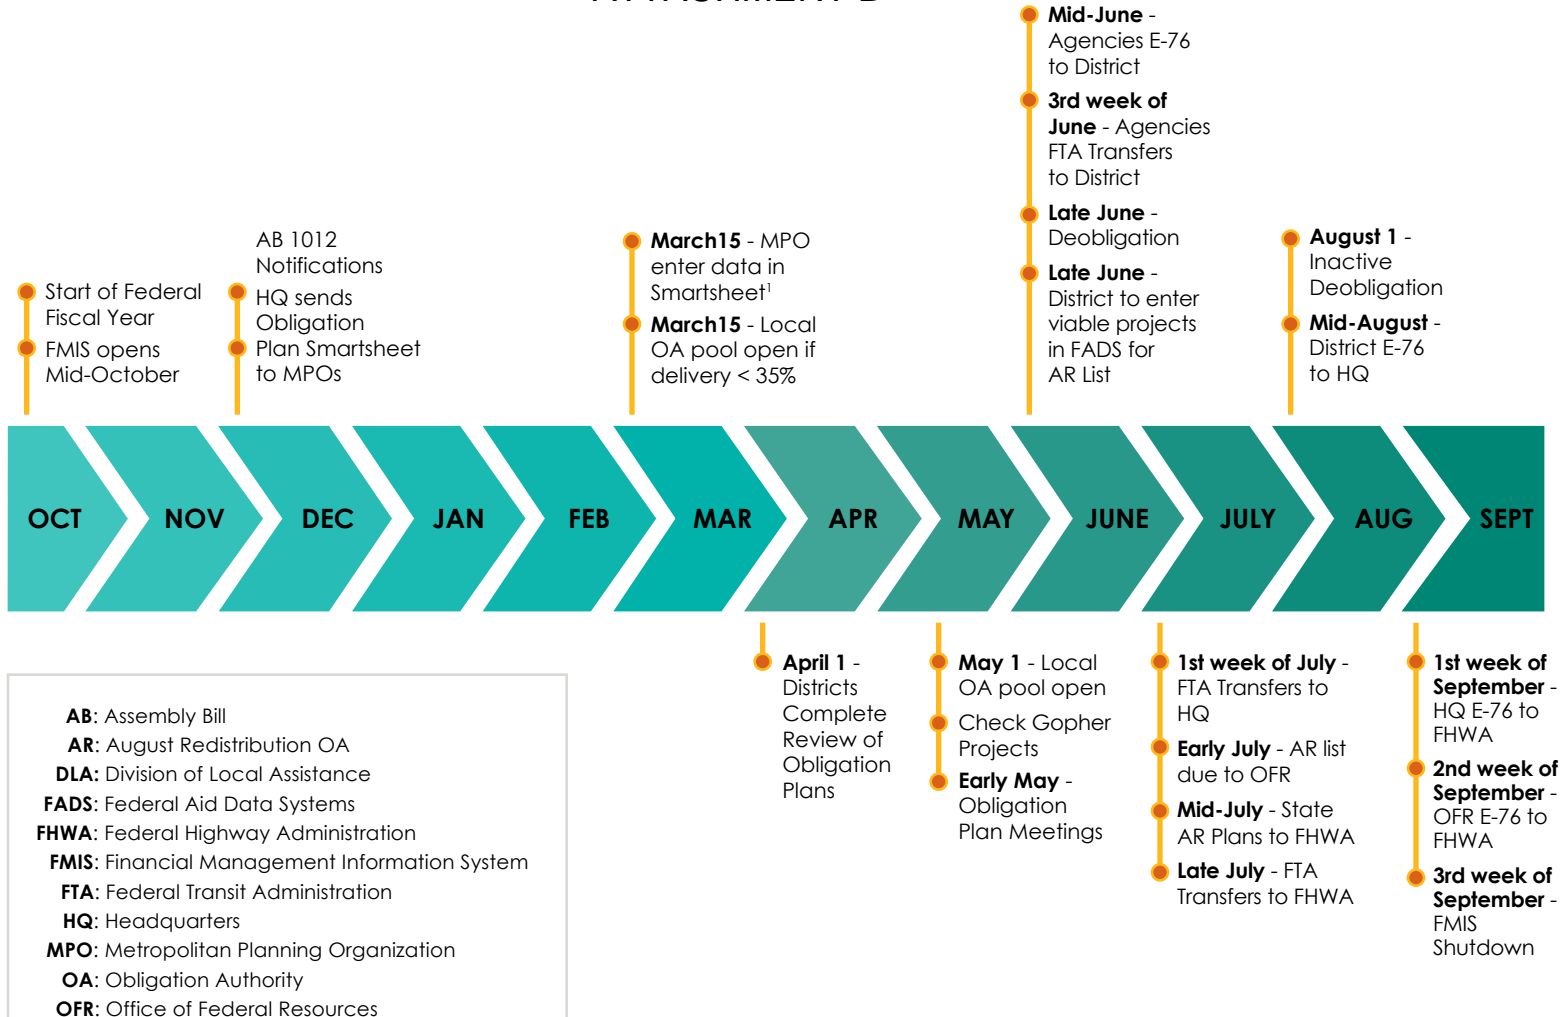 ATTACHMENT B
Start of Federal
Fiscal Year
FMIS opens
Mid-October
AB 1012
Notifications
HQ sends
Obligation
Plan Smartsheet
to MPOs
March15 - MPO
enter data in
Smartsheet¹
March15 - Local
OA pool open if
delivery < 35%
Mid-June -
Agencies E-76
to District
3rd week of
June - Agencies
FTA Transfers
to District
Late June -
Deobligation
Late June -
District to enter
viable projects
in FADS for
AR List
August 1 -
Inactive
Deobligation
Mid-August -
District E-76
to HQ
OCT
NOV
DEC
JAN
FEB
MAR
APR
MAY
JUNE
JULY
AUG
SEPT
April 1 -
Districts
Complete
Review of
Obligation
Plans
May 1 - Local
OA pool open
Check Gopher
Projects
Early May -
Obligation
Plan Meetings
1st week of July -
FTA Transfers to
HQ
Early July - AR list
due to OFR
Mid-July - State
AR Plans to FHWA
Late July - FTA
Transfers to FHWA
1st week of
September -
HQ E-76 to
FHWA
2nd week of
September -
OFR E-76 to
FHWA
3rd week of
September -
FMIS
Shutdown
AB: Assembly Bill
AR: August Redistribution OA
DLA: Division of Local Assistance
FADS: Federal Aid Data Systems
FHWA: Federal Highway Administration
FMIS: Financial Management Information System
FTA: Federal Transit Administration
HQ: Headquarters
MPO: Metropolitan Planning Organization
OA: Obligation Authority
OFR: Office of Federal Resources